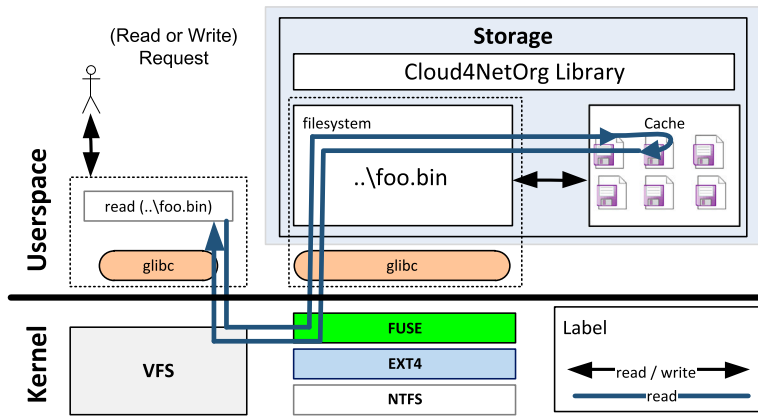 (Read or Write)
Request
Storage
Cloud4NetOrg Library
filesystem
Cache
..\foo.bin
read (..\foo.bin)
glibc
glibc
Userspace
Kernel
VFS
FUSE
EXT4
NTFS
Label
read / write
read